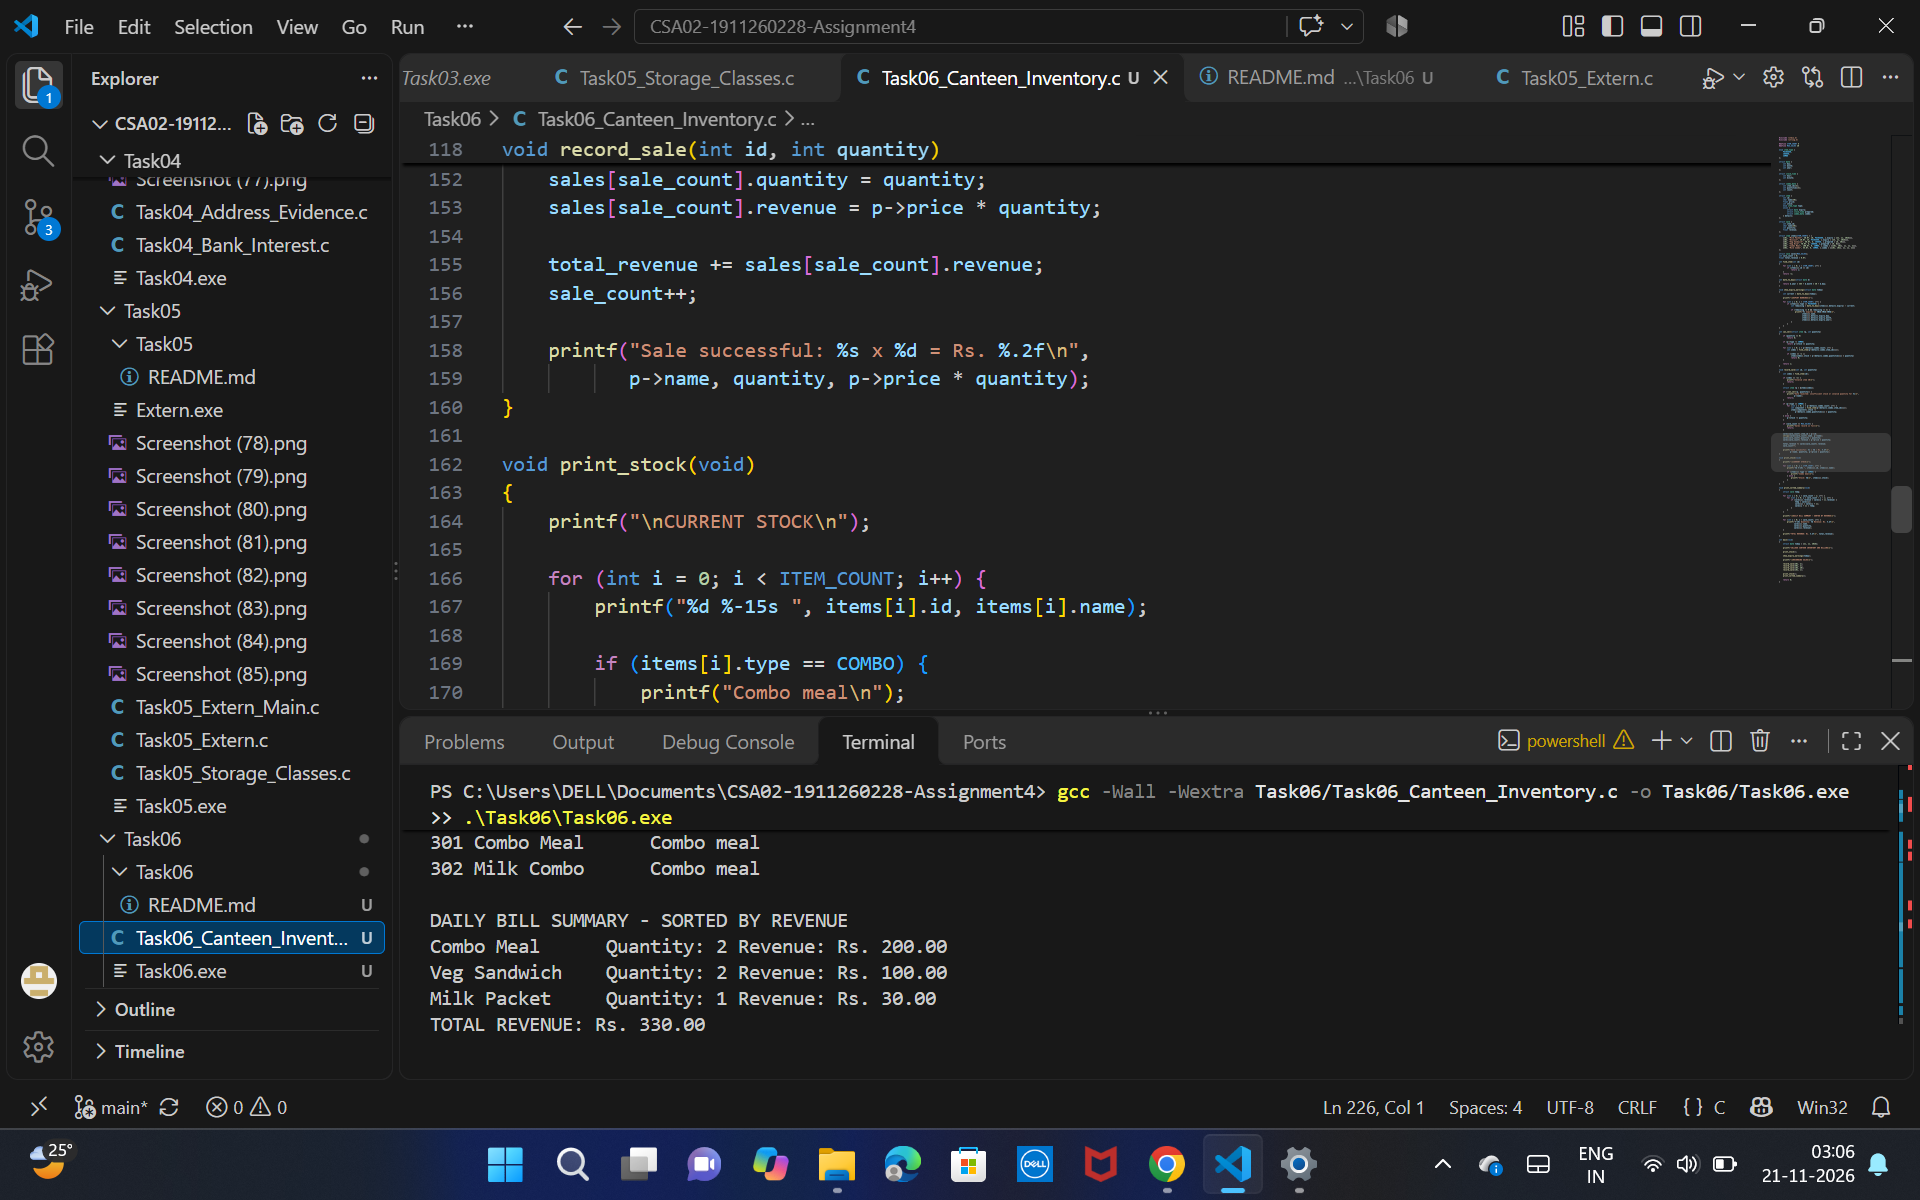 File Edit Selection View Go Run ···
CSA02-1911260228-Assignment4
Explorer
CSA02-19112...
Task04
Screenshot (77).png
Task04_Address_Evidence.c
Task04_Bank_Interest.c
Task04.exe
Task05
Task05
README.md
Extern.exe
Screenshot (78).png
Screenshot (79).png
Screenshot (80).png
Screenshot (81).png
Screenshot (82).png
Screenshot (83).png
Screenshot (84).png
Screenshot (85).png
Task05_Extern_Main.c
Task05_Extern.c
Task05_Storage_Classes.c
Task05.exe
Task06
Task06
README.md U
Task06_Canteen_Invent... U
Task06.exe U
Outline
Timeline
Task03.exe Task05_Storage_Classes.c Task06_Canteen_Inventory.c U README.md ...\Task06 U Task05_Extern.c
Task06 > Task06_Canteen_Inventory.c > ...
118 void record_sale(int id, int quantity)
152 sales[sale_count].quantity = quantity;
153 sales[sale_count].revenue = p->price * quantity;
154
155 total_revenue += sales[sale_count].revenue;
156 sale_count++;
157
158 printf("Sale successful: %s x %d = Rs. %.2f\n",
159 p->name, quantity, p->price * quantity);
160 }
161
162 void print_stock(void)
163 {
164 printf("\nCURRENT STOCK\n");
165
166 for (int i = 0; i < ITEM_COUNT; i++) {
167 printf("%d %-15s ", items[i].id, items[i].name);
168
169 if (items[i].type == COMBO) {
170 printf("Combo meal\n");
Problems Output Debug Console Terminal Ports
powershell
PS C:\Users\DELL\Documents\CSA02-1911260228-Assignment4> gcc -Wall -Wextra Task06/Task06_Canteen_Inventory.c -o Task06/Task06.exe
>> .\Task06\Task06.exe
301 Combo Meal Combo meal
302 Milk Combo Combo meal
DAILY BILL SUMMARY - SORTED BY REVENUE
Combo Meal Quantity: 2 Revenue: Rs. 200.00
Veg Sandwich Quantity: 2 Revenue: Rs. 100.00
Milk Packet Quantity: 1 Revenue: Rs. 30.00
TOTAL REVENUE: Rs. 330.00
1
3
main* 0 0
Ln 226, Col 1 Spaces: 4 UTF-8 CRLF {} C Win32
25°
DELL
ENG
IN
03:06
21-11-2026